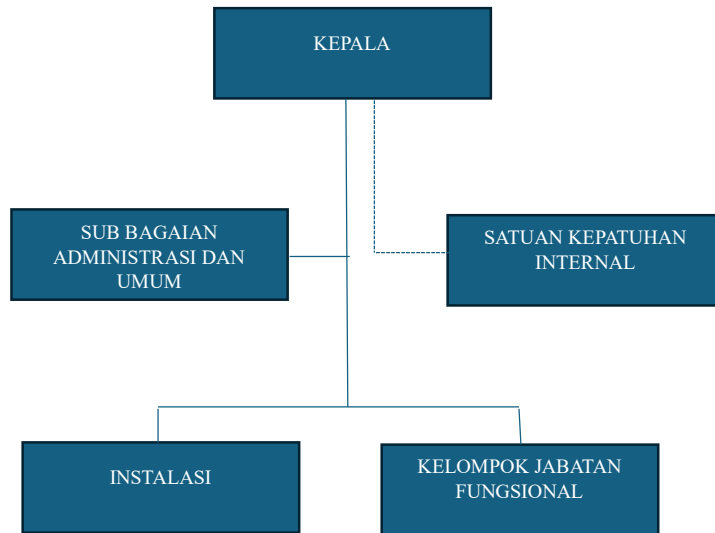 KEPALA
SUB BAGAIAN
ADMINISTRASI DAN
UMUM
SATUAN KEPATUHAN
INTERNAL
INSTALASI
KELOMPOK JABATAN
FUNGSIONAL